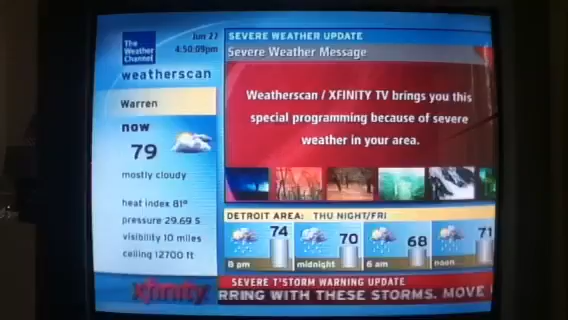 The
Weather
Channel
Jun 27
4:50:09pm
weatherscan
Warren
now
79
mostly cloudy
heat index 81°
pressure 29.69 S
visibility 10 miles
ceiling 12700 ft
xfinity
SEVERE WEATHER UPDATE
Severe Weather Message
Weatherscan / XFINITY TV brings you this
special programming because of severe
weather in your area.
DETROIT AREA: THU NIGHT/FRI
74 70 68 71
8 pm midnight 6 am noon
SEVERE T'STORM WARNING UPDATE
RRING WITH THESE STORMS. MOVE I